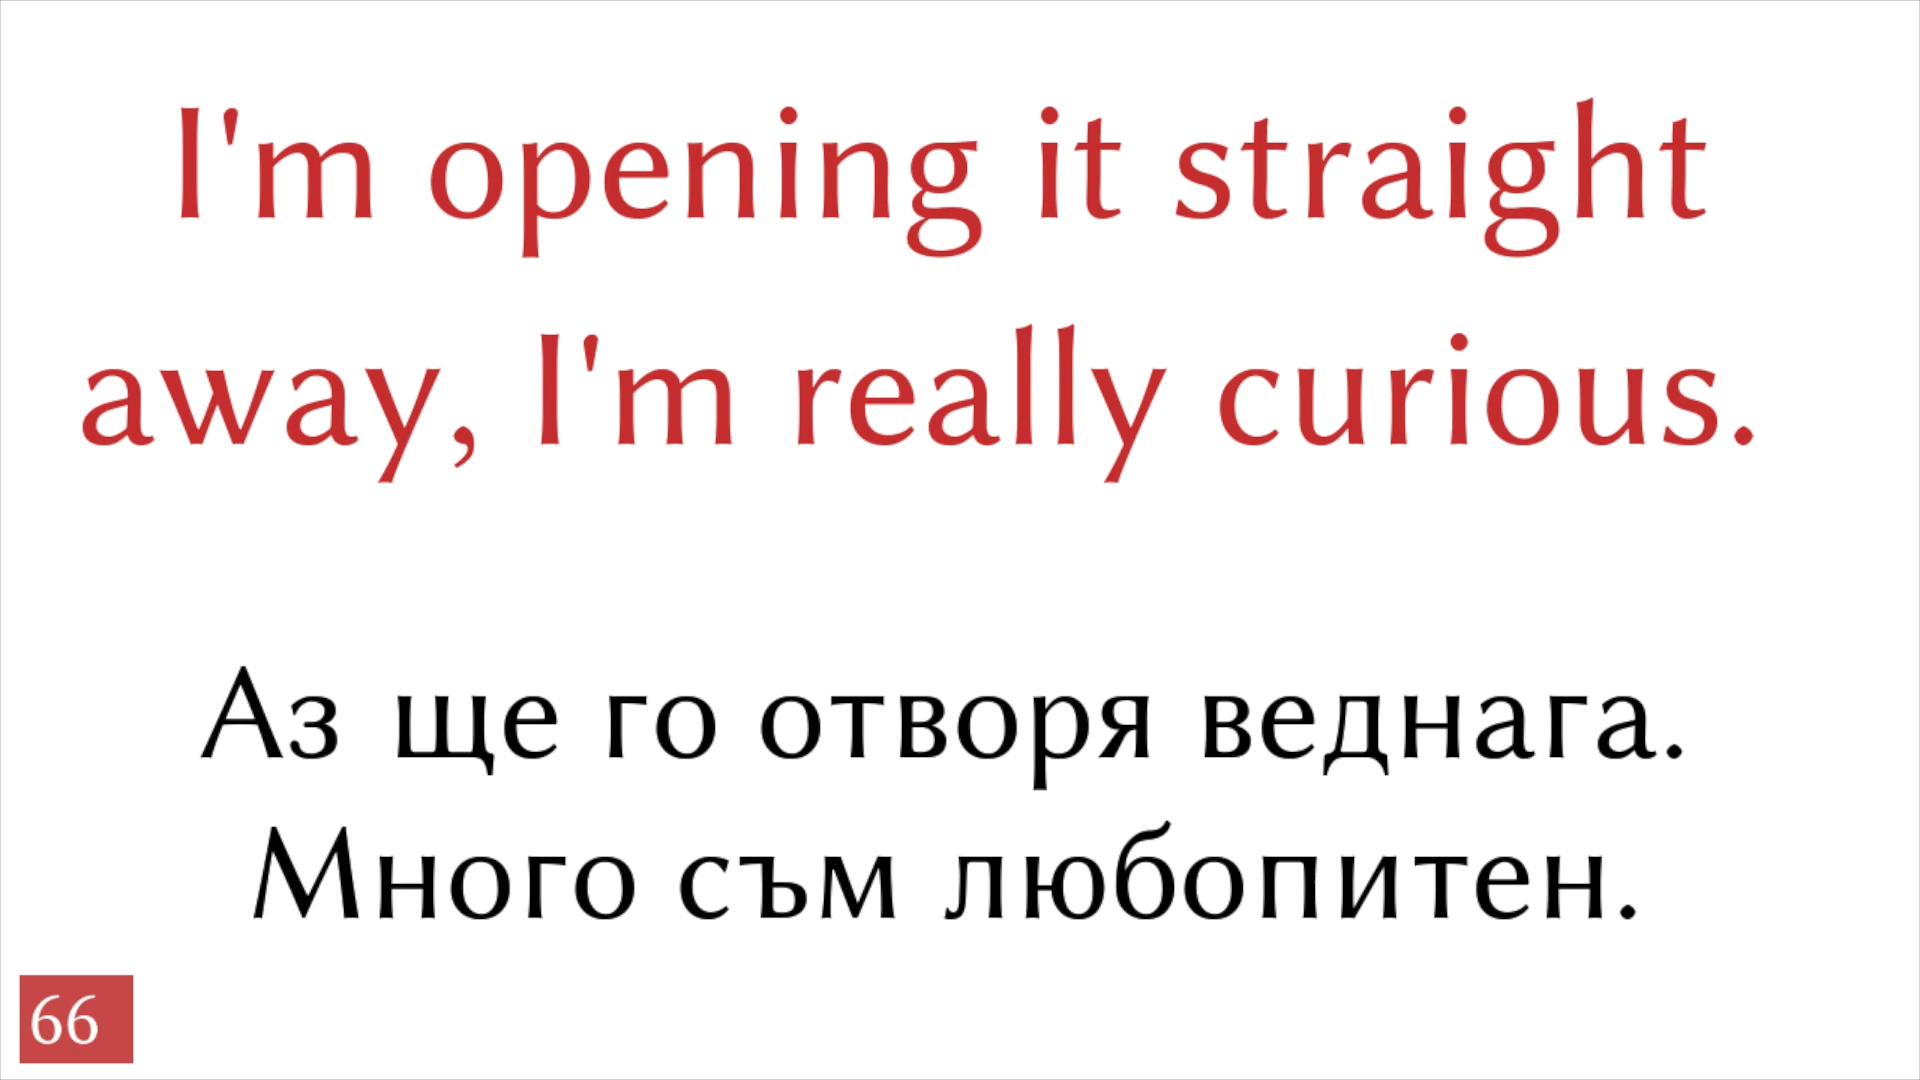 I'm opening it straight
away, I'm really curious.
Аз ще го отворя веднага.
Много съм любопитен.
66